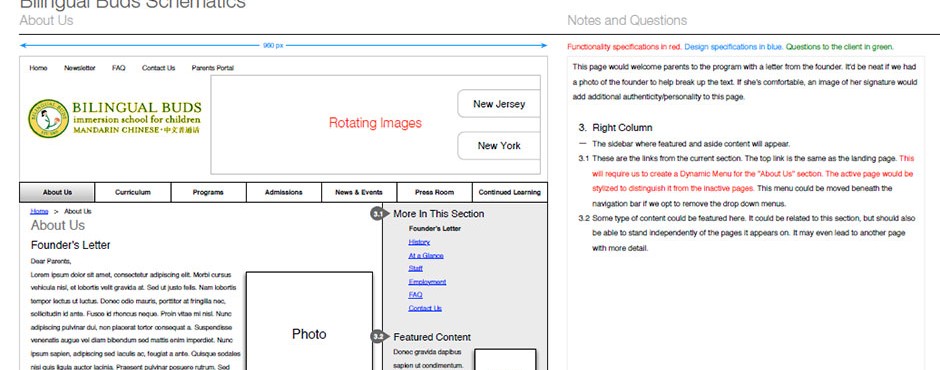 Bilingual Buds Schematics
About Us
Notes and Questions
960 px
Functionality specifications in red. Design specifications in blue. Questions to the client in green.
Home Newsletter FAQ Contact Us Parents Portal
BILINGUAL BUDS
immersion school for children
MANDARIN CHINESE · 中文普通话
Rotating Images
New Jersey
New York
About Us Curriculum Programs Admissions News & Events Press Room Continued Learning
Home > About Us
About Us
Founder's Letter
Dear Parents,
Lorem ipsum dolor sit amet, consectetur adipiscing elit. Morbi cursus
vehicula nisi, et lobortis velit gravida at. Sed ut justo felis. Nam lobortis
tempor lectus ut luctus. Donec odio mauris, porttitor at fringilla nec,
sollicitudin id ante. Fusce id rhoncus neque. Proin vitae mi nisl. Nunc
adipiscing pulvinar dui, non placerat tortor consequat a. Suspendisse
venenatis augue vel diam bibendum sed mattis enim imperdiet. Nunc
ipsum sapien, adipiscing sed iaculis ac, feugiat a ante. Quisque sodales
nisi quis ligula auctor lacinia. Praesent pulvinar posuere rutrum. Sed
Photo
3.1 More In This Section
Founder's Letter
History
At a Glance
Staff
Employment
FAQ
Contact Us
Featured Content
Donec gravida dapibus
sapien ut condimentum.
This page would welcome parents to the program with a letter from the founder. It'd be neat if we had
a photo of the founder to help break up the text. If she's comfortable, an image of her signature would
add additional authenticity/personality to this page.
3. Right Column
— The sidebar where featured and aside content will appear.
3.1 These are the links from the current section. The top link is the same as the landing page. This
will require us to create a Dynamic Menu for the "About Us" section. The active page would be
stylized to distinguish it from the inactive pages. This menu could be moved beneath the
navigation bar if we opt to remove the drop down menus.
3.2 Some type of content could be featured here. It could be related to this section, but should also
be able to stand independently of the pages it appears on. It may even lead to another page
with more detail.